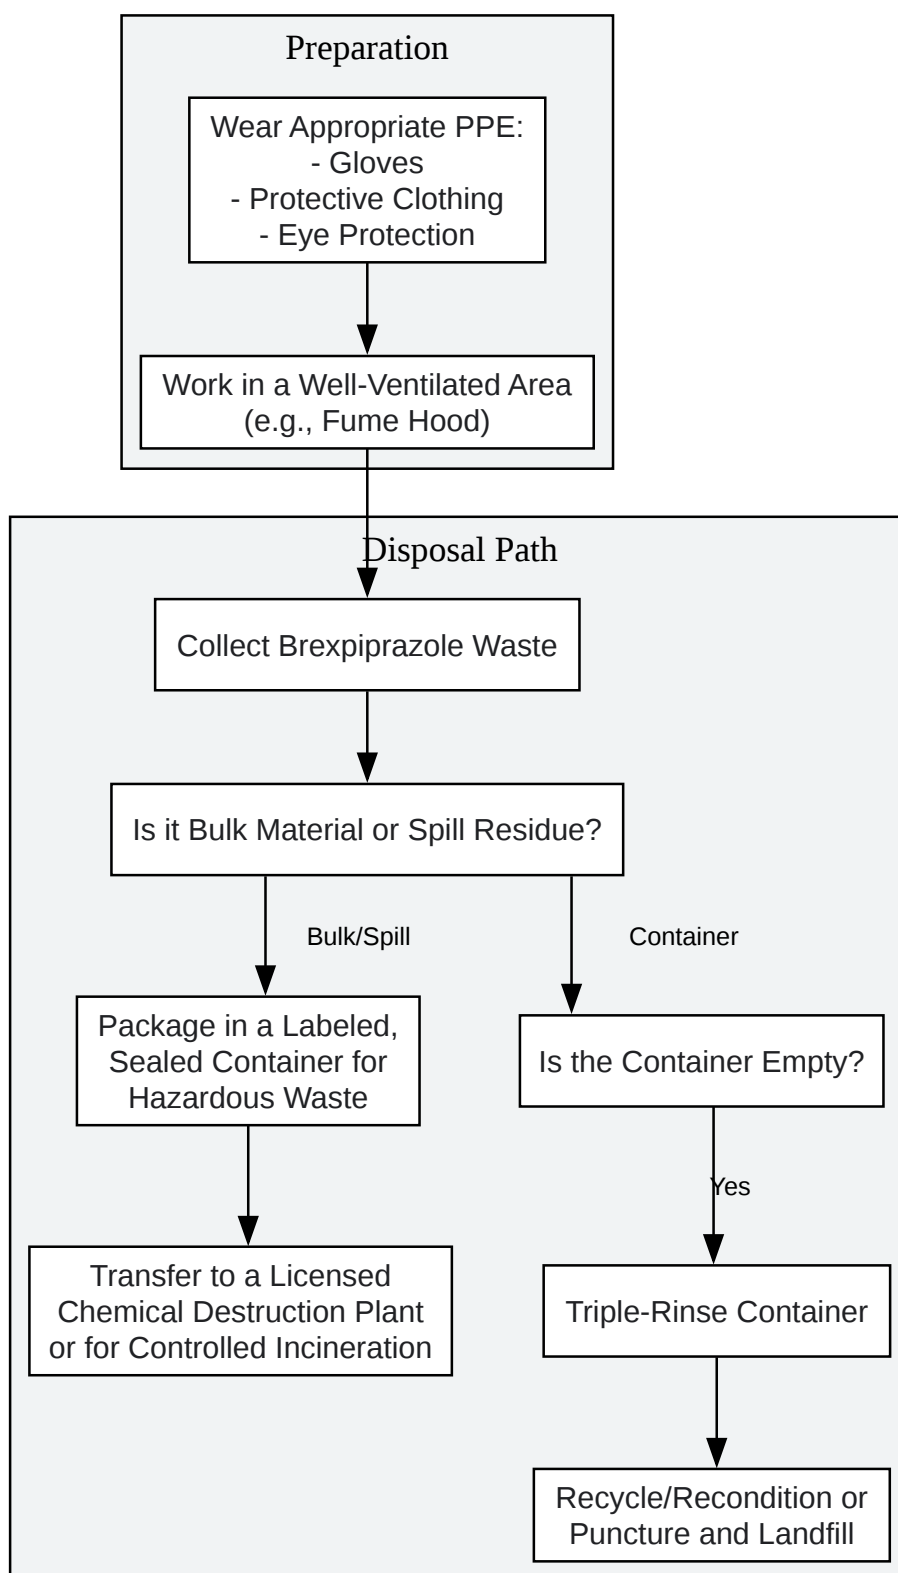 Preparation
Wear Appropriate PPE:
- Gloves
- Protective Clothing
- Eye Protection
Work in a Well-Ventilated Area
(e.g., Fume Hood)
Disposal Path
Collect Brexpiprazole Waste
Is it Bulk Material or Spill Residue?
Bulk/Spill
Container
Package in a Labeled,
Sealed Container for
Hazardous Waste
Is the Container Empty?
Yes
Transfer to a Licensed
Chemical Destruction Plant
or for Controlled Incineration
Triple-Rinse Container
Recycle/Recondition or
Puncture and Landfill